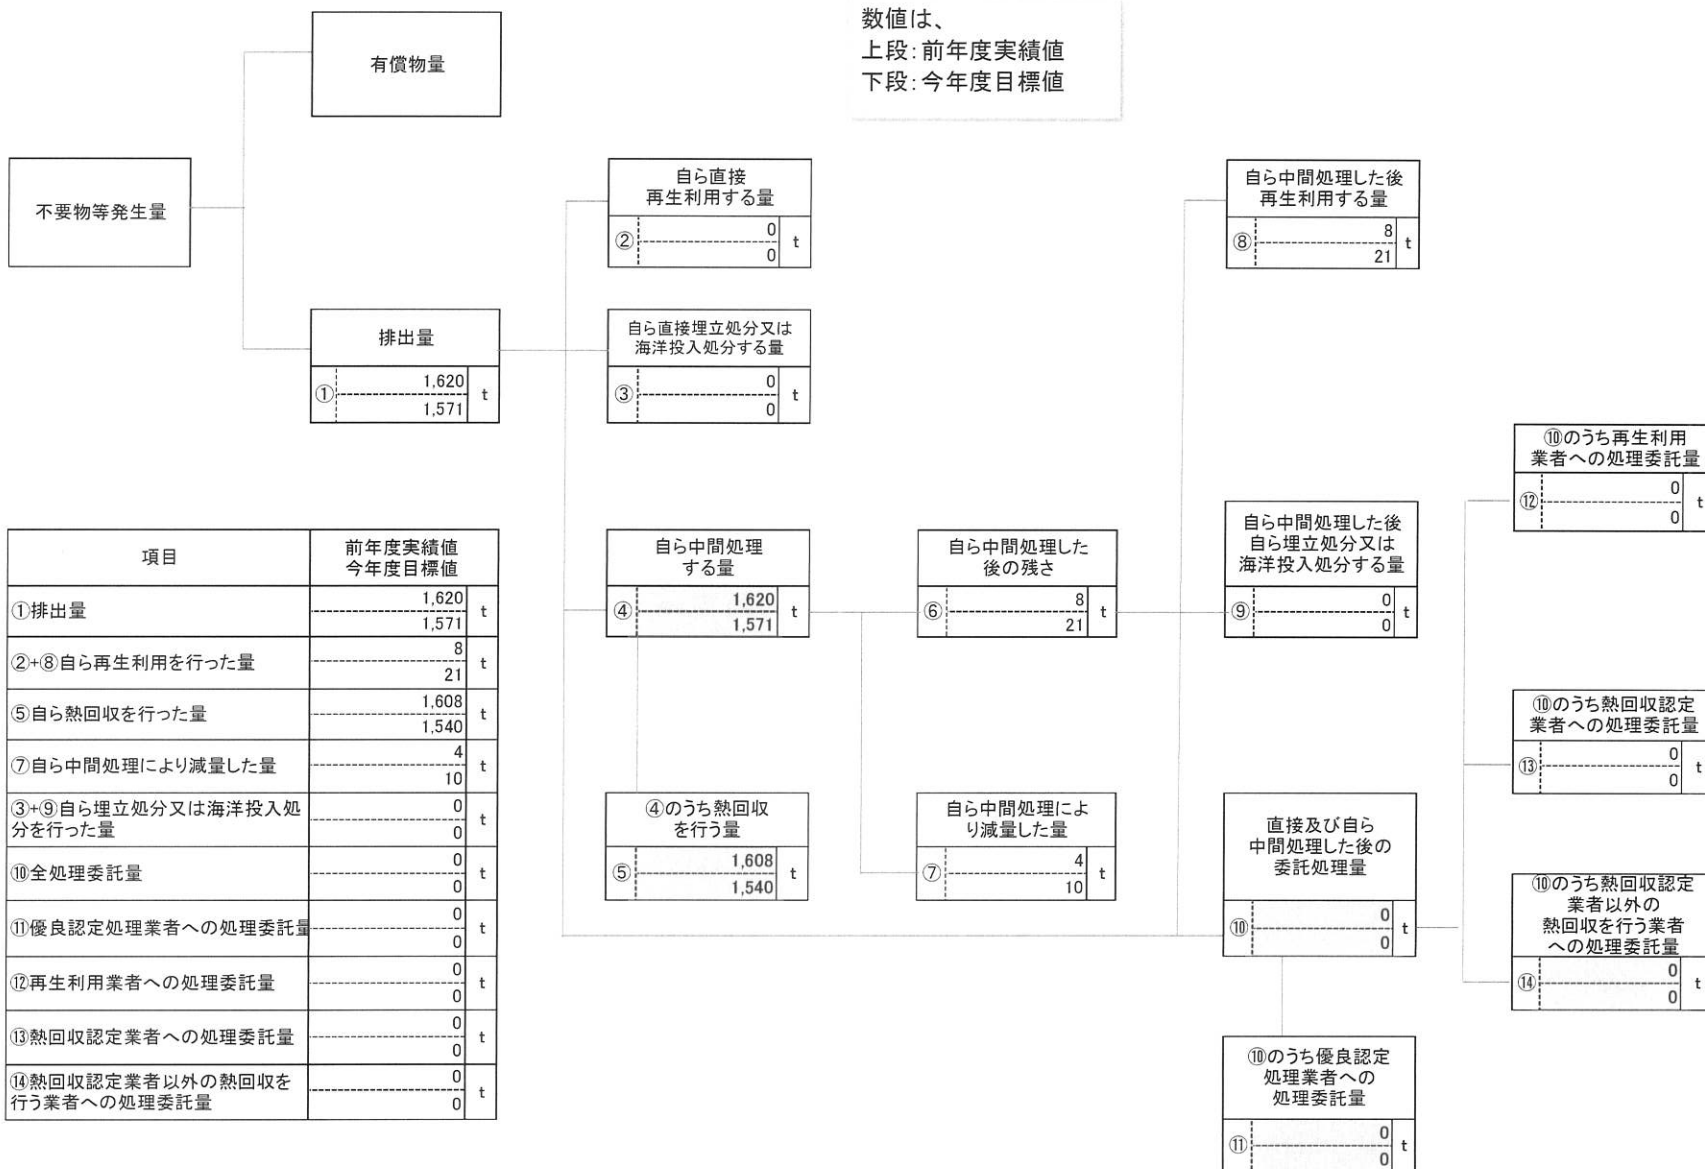 数値は、
上段:前年度実績値
下段:今年度目標値
有償物量
不要物等発生量
排出量
① 1,620 t
1,571
自ら直接
再生利用する量
② 0 t
0
自ら直接埋立処分又は
海洋投入処分する量
③ 0 t
0
自ら中間処理した後
再生利用する量
⑧ 8 t
21
自ら中間処理
する量
④ 1,620 t
1,571
自ら中間処理した
後の残さ
⑥ 8 t
21
自ら中間処理した後
自ら埋立処分又は
海洋投入処分する量
⑨ 0 t
0
⑩のうち再生利用
業者への処理委託量
⑫ 0 t
0
④のうち熱回収
を行う量
⑤ 1,608 t
1,540
自ら中間処理によ
り減量した量
⑦ 4 t
10
直接及び自ら
中間処理した後の
委託処理量
⑩ 0 t
0
⑩のうち熱回収認定
業者への処理委託量
⑬ 0 t
0
⑩のうち熱回収認定
業者以外の
熱回収を行う業者
への処理委託量
⑭ 0 t
0
⑩のうち優良認定
処理業者への
処理委託量
⑪ 0 t
0
項目 前年度実績値
今年度目標値
①排出量 1,620 t
1,571
②+⑧自ら再生利用を行った量 8 t
21
⑤自ら熱回収を行った量 1,608 t
1,540
⑦自ら中間処理により減量した量 4 t
10
③+⑨自ら埋立処分又は海洋投入処 0 t
分を行った量 0
⑩全処理委託量 0 t
0
⑪優良認定処理業者への処理委託量 0 t
0
⑫再生利用業者への処理委託量 0 t
0
⑬熱回収認定業者への処理委託量 0 t
0
⑭熱回収認定業者以外の熱回収を 0 t
行う業者への処理委託量 0